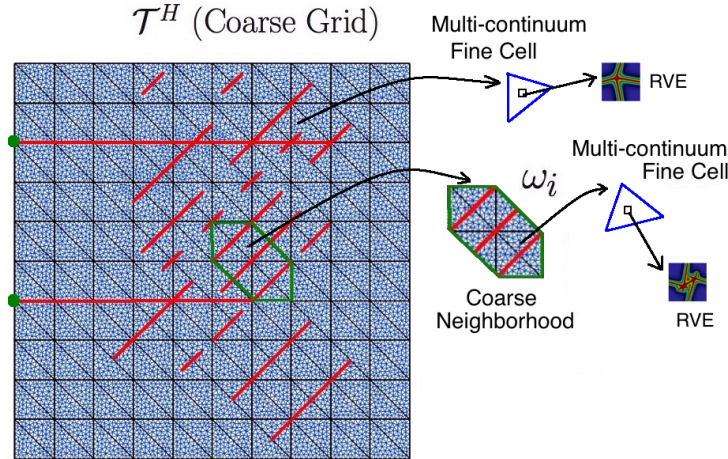 𝒯^H (Coarse Grid)
Multi-continuum
Fine Cell
RVE
ω_i
Multi-continuum
Fine Cell
Coarse
Neighborhood
RVE